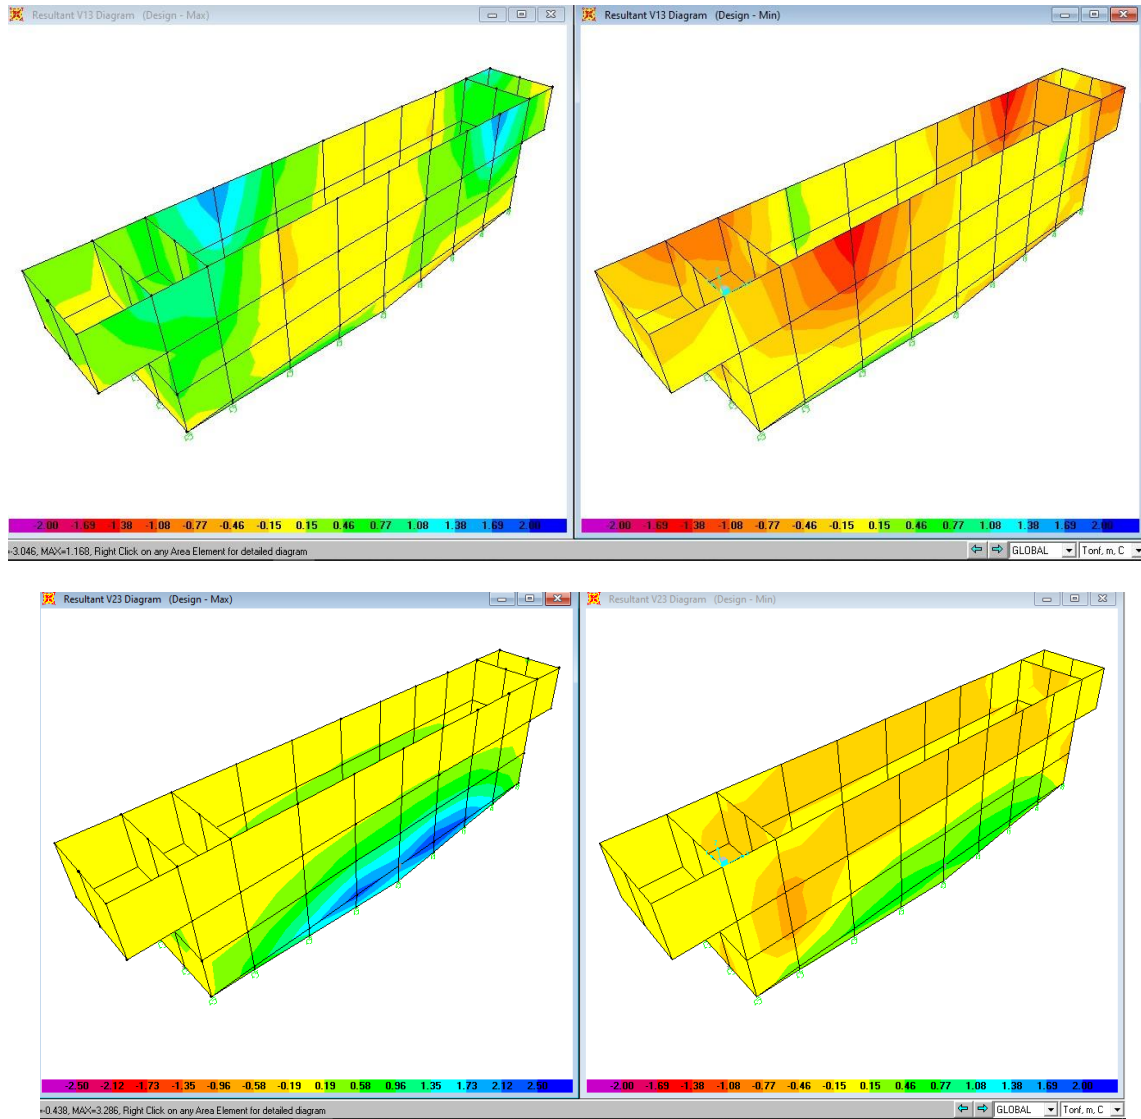 Resultant V13 Diagram (Design - Max)
Resultant V13 Diagram (Design - Min)
-2.00 -1.69 -1.38 -1.08 -0.77 -0.46 -0.15 0.15 0.46 0.77 1.08 1.38 1.69 2.00
-2.00 -1.69 -1.38 -1.08 -0.77 -0.46 -0.15 0.15 0.46 0.77 1.08 1.38 1.69 2.00
=-3.046, MAX=1.168, Right Click on any Area Element for detailed diagram
GLOBAL
Tonf, m, C
Resultant V23 Diagram (Design - Max)
Resultant V23 Diagram (Design - Min)
-2.50 -2.12 -1.73 -1.35 -0.96 -0.58 -0.19 0.19 0.58 0.96 1.35 1.73 2.12 2.50
-2.00 -1.69 -1.38 -1.08 -0.77 -0.46 -0.15 0.15 0.46 0.77 1.08 1.38 1.69 2.00
=-0.438, MAX=3.286, Right Click on any Area Element for detailed diagram
GLOBAL
Tonf, m, C